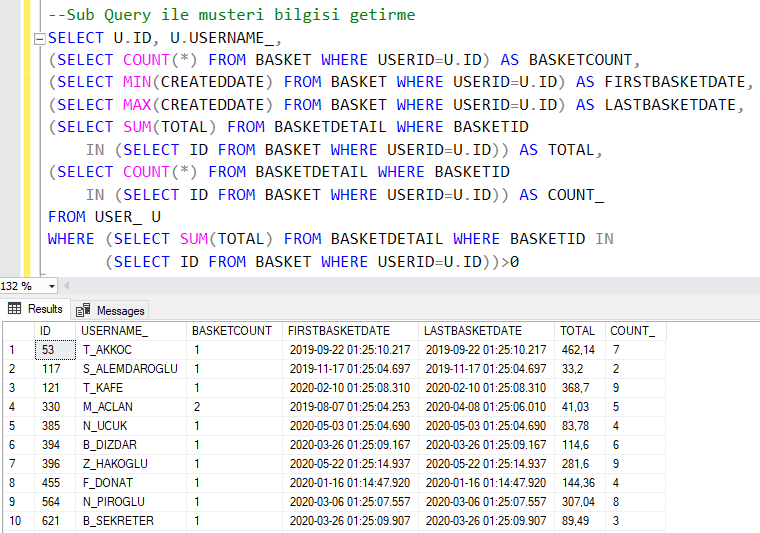 --Sub Query ile musteri bilgisi getirme
SELECT U.ID, U.USERNAME_,
(SELECT COUNT(*) FROM BASKET WHERE USERID=U.ID) AS BASKETCOUNT,
(SELECT MIN(CREATEDDATE) FROM BASKET WHERE USERID=U.ID) AS FIRSTBASKETDATE,
(SELECT MAX(CREATEDDATE) FROM BASKET WHERE USERID=U.ID) AS LASTBASKETDATE,
(SELECT SUM(TOTAL) FROM BASKETDETAIL WHERE BASKETID
IN (SELECT ID FROM BASKET WHERE USERID=U.ID)) AS TOTAL,
(SELECT COUNT(*) FROM BASKETDETAIL WHERE BASKETID
IN (SELECT ID FROM BASKET WHERE USERID=U.ID)) AS COUNT_
FROM USER_ U
WHERE (SELECT SUM(TOTAL) FROM BASKETDETAIL WHERE BASKETID IN
(SELECT ID FROM BASKET WHERE USERID=U.ID))>0
132 %
Results Messages
ID USERNAME_ BASKETCOUNT FIRSTBASKETDATE LASTBASKETDATE TOTAL COUNT_
1 53 T_AKKOC 1 2019-09-22 01:25:10.217 2019-09-22 01:25:10.217 462,14 7
2 117 S_ALEMDAROGLU 1 2019-11-17 01:25:04.697 2019-11-17 01:25:04.697 33,2 2
3 121 T_KAFE 1 2020-02-10 01:25:08.310 2020-02-10 01:25:08.310 368,7 9
4 330 M_ACLAN 2 2019-08-07 01:25:04.253 2020-04-08 01:25:06.010 41,03 5
5 385 N_UCUK 1 2020-05-03 01:25:04.690 2020-05-03 01:25:04.690 83,78 4
6 394 B_DIZDAR 1 2020-03-26 01:25:09.167 2020-03-26 01:25:09.167 114,6 6
7 396 Z_HAKOGLU 1 2020-05-22 01:25:14.937 2020-05-22 01:25:14.937 281,6 9
8 455 F_DONAT 1 2020-01-16 01:14:47.920 2020-01-16 01:14:47.920 144,36 4
9 564 N_PIROGLU 1 2020-03-06 01:25:07.557 2020-03-06 01:25:07.557 307,04 8
10 621 B_SEKRETER 1 2020-03-26 01:25:09.907 2020-03-26 01:25:09.907 89,49 3